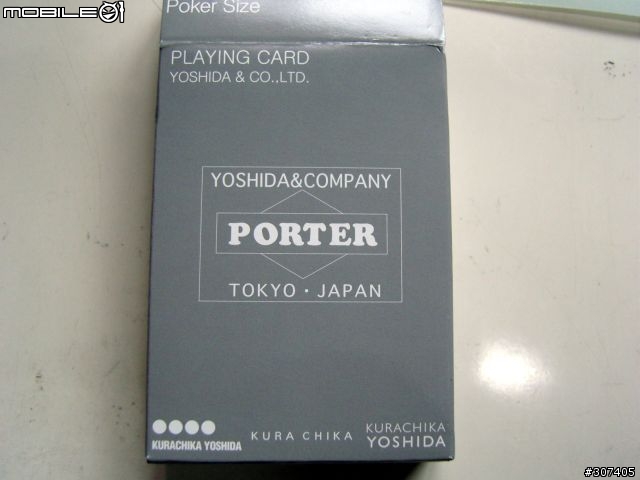 MOBILE01
Poker Size
PLAYING CARD
YOSHIDA & CO.,LTD.
YOSHIDA&COMPANY
PORTER
TOKYO・JAPAN
KURACHIKA YOSHIDA
KURA CHIKA
KURACHIKA
YOSHIDA
#307405